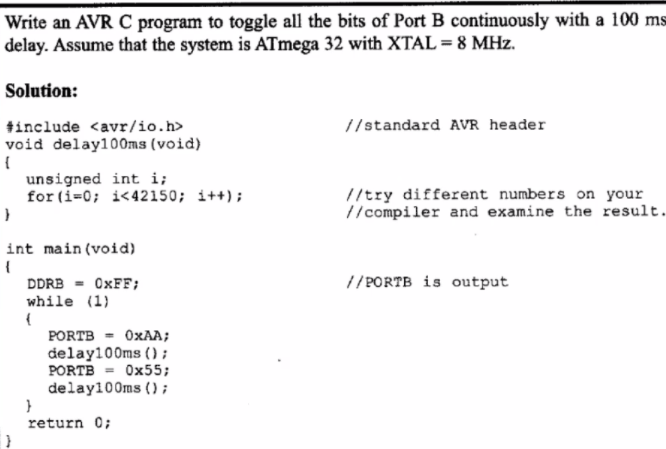 Write an AVR C program to toggle all the bits of Port B continuously with a 100 ms
delay. Assume that the system is ATmega 32 with XTAL = 8 MHz.
Solution:
#include <avr/io.h> //standard AVR header
void delay100ms(void)
{
unsigned int i;
for(i=0; i<42150; i++); //try different numbers on your
} //compiler and examine the result.
int main(void)
{
DDRB = 0xFF; //PORTB is output
while (1)
{
PORTB = 0xAA;
delay100ms();
PORTB = 0x55;
delay100ms();
}
return 0;
}